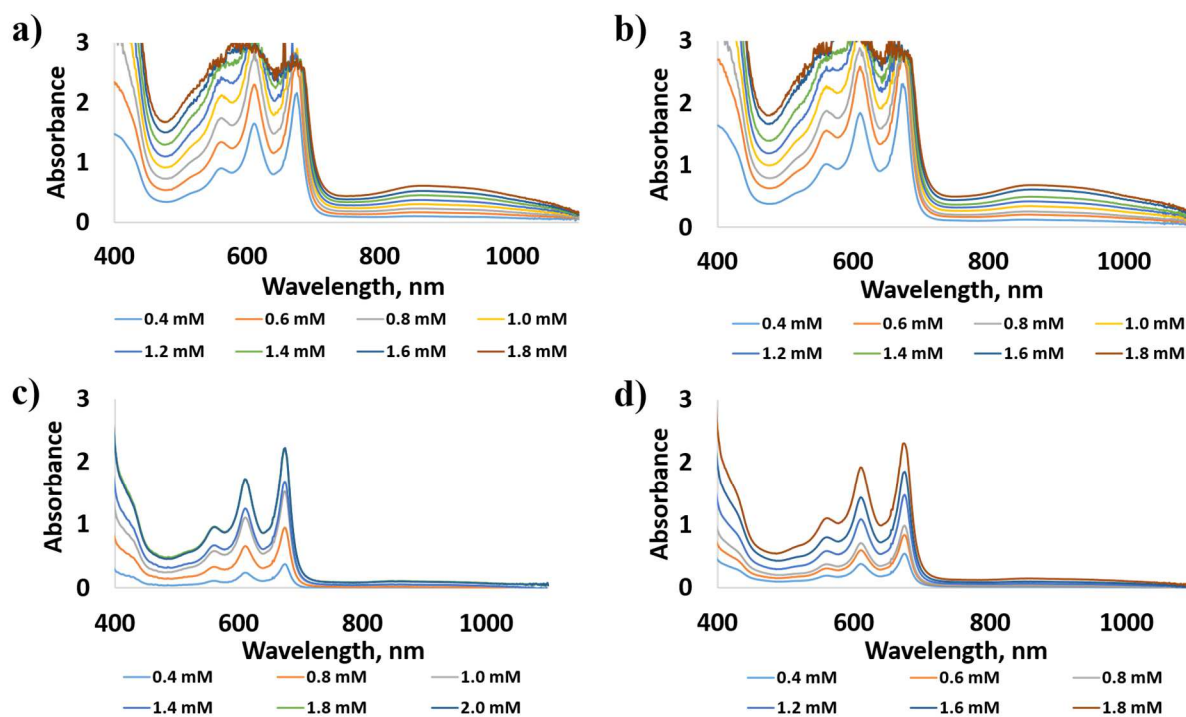 a)
3
2
1
0
Absorbance
400 600 800 1000
Wavelength, nm
0.4 mM 0.6 mM 0.8 mM 1.0 mM
1.2 mM 1.4 mM 1.6 mM 1.8 mM
b)
3
2
1
0
Absorbance
400 600 800 1000
Wavelength, nm
0.4 mM 0.6 mM 0.8 mM 1.0 mM
1.2 mM 1.4 mM 1.6 mM 1.8 mM
c)
3
2
1
0
Absorbance
400 600 800 1000
Wavelength, nm
0.4 mM 0.8 mM 1.0 mM
1.4 mM 1.8 mM 2.0 mM
d)
3
2
1
0
Absorbance
400 600 800 1000
Wavelength, nm
0.4 mM 0.6 mM 0.8 mM
1.2 mM 1.6 mM 1.8 mM